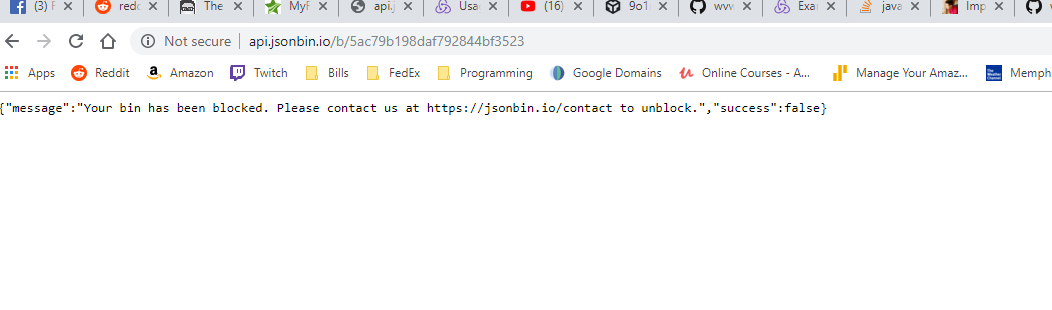 (3) F redd The MyF api.j Usa (16) 9o1 wv Exa java Imp
Not secure | api.jsonbin.io/b/5ac79b198daf792844bf3523
Apps Reddit Amazon Twitch Bills FedEx Programming Google Domains Online Courses - A... Manage Your Amaz... Memph
{"message":"Your bin has been blocked. Please contact us at https://jsonbin.io/contact to unblock.","success":false}